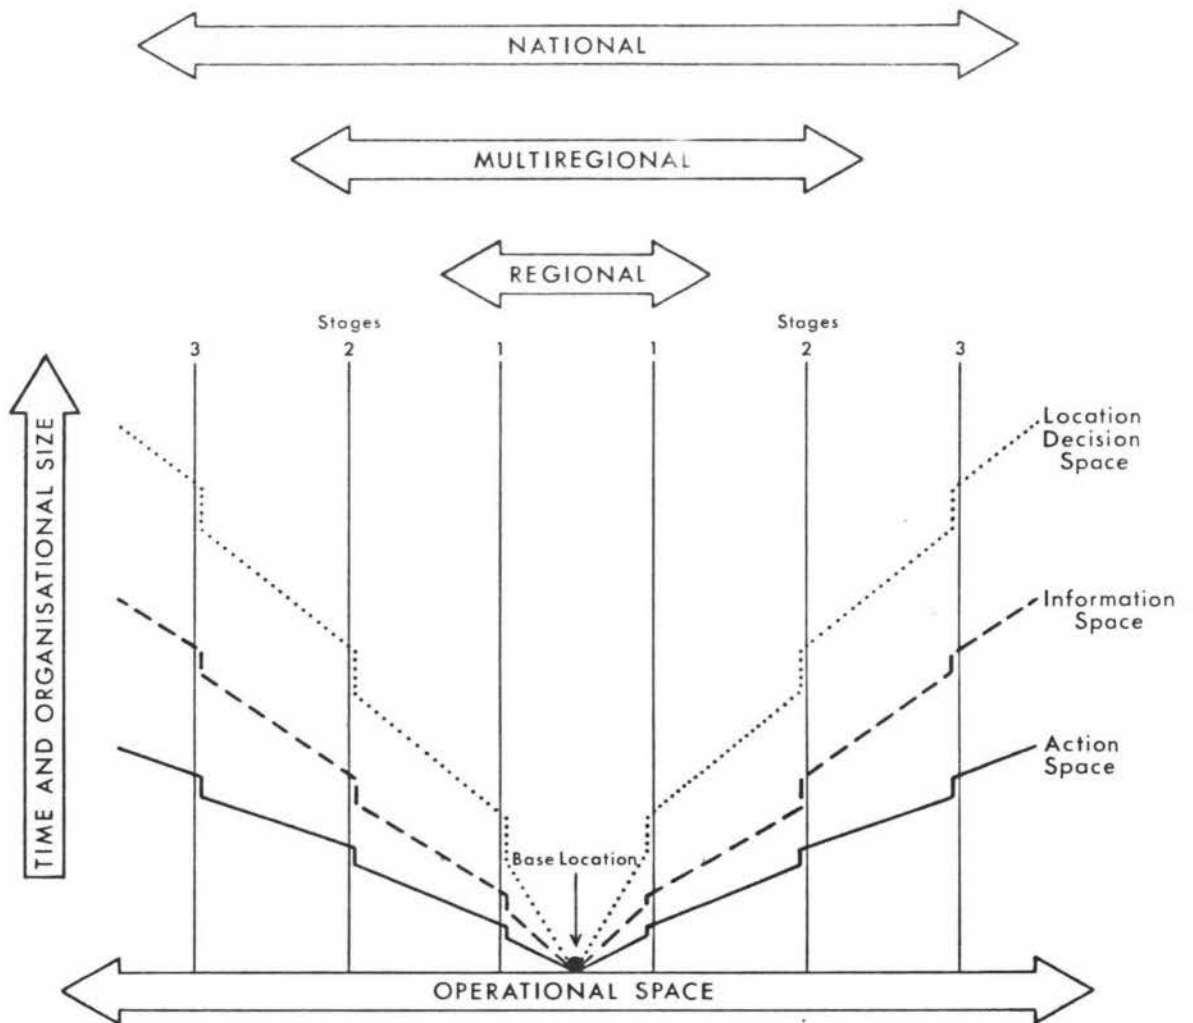 NATIONAL
MULTIREGIONAL
REGIONAL
Stages
Stages
3
2
1
1
2
3
TIME AND ORGANISATIONAL SIZE
Location
Decision
Space
Information
Space
Action
Space
Base Location
OPERATIONAL SPACE